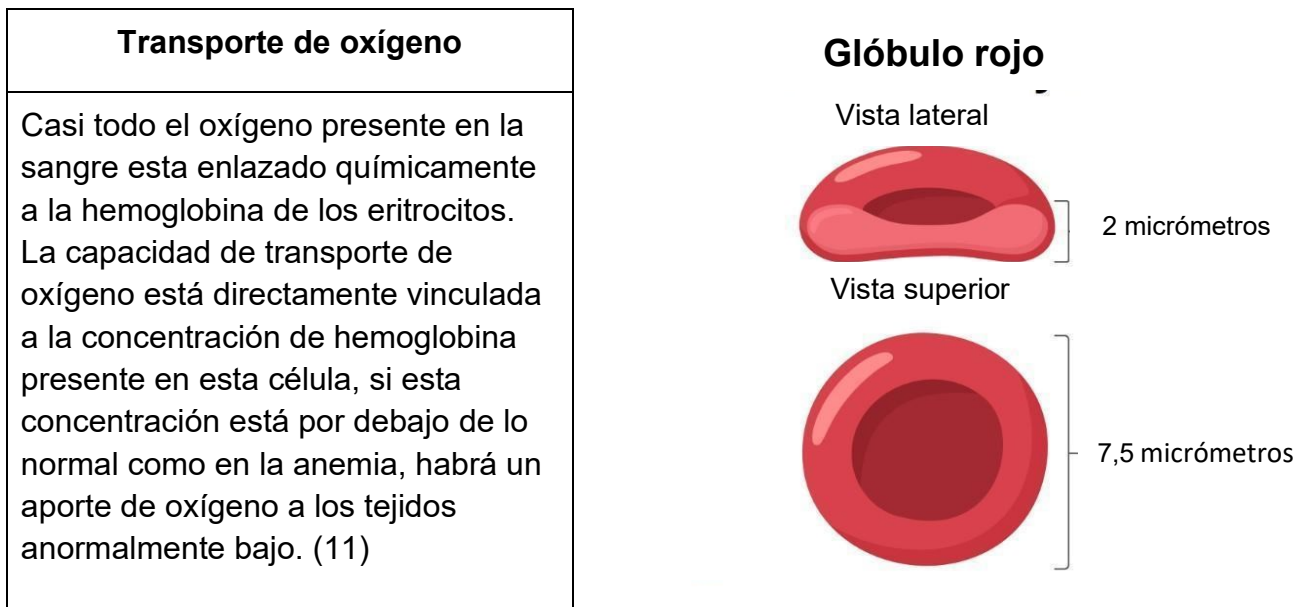 Transporte de oxígeno
Casi todo el oxígeno presente en la
sangre esta enlazado químicamente
a la hemoglobina de los eritrocitos.
La capacidad de transporte de
oxígeno está directamente vinculada
a la concentración de hemoglobina
presente en esta célula, si esta
concentración está por debajo de lo
normal como en la anemia, habrá un
aporte de oxígeno a los tejidos
anormalmente bajo. (11)
Glóbulo rojo
Vista lateral
2 micrómetros
Vista superior
7,5 micrómetros